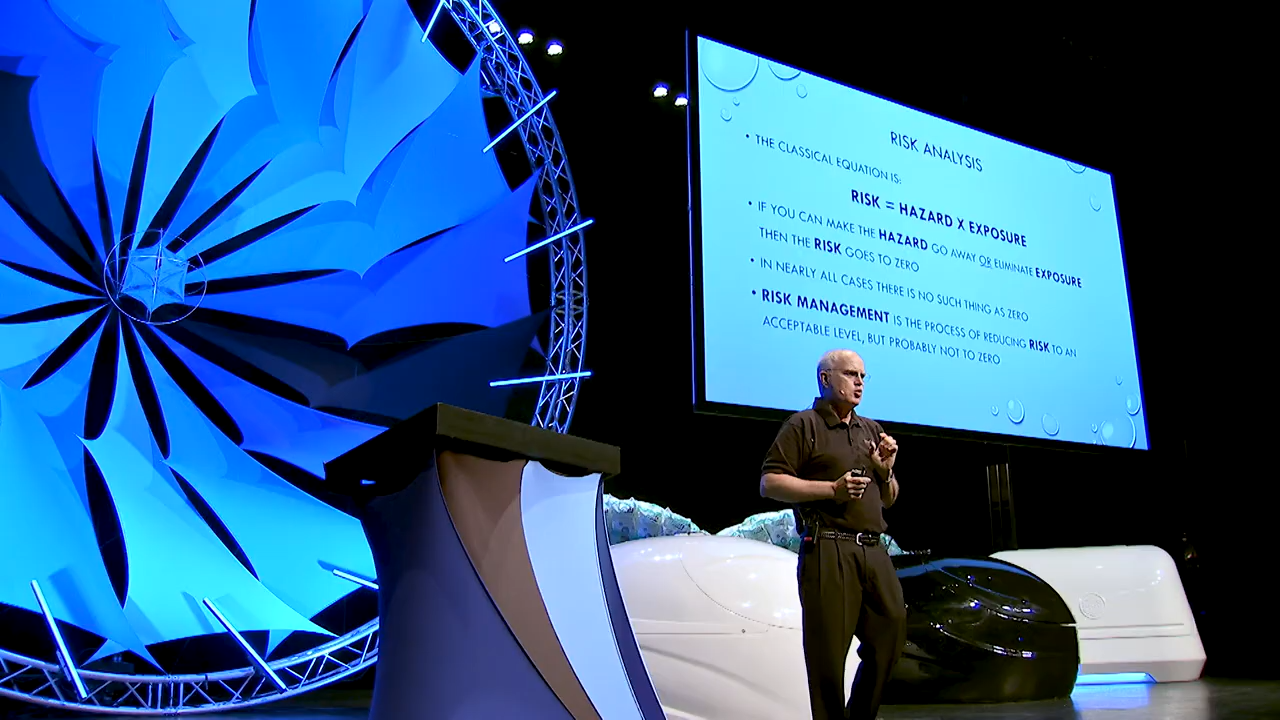 RISK ANALYSIS
• THE CLASSICAL EQUATION IS:
RISK = HAZARD X EXPOSURE
• IF YOU CAN MAKE THE HAZARD GO AWAY OR ELIMINATE EXPOSURE
THEN THE RISK GOES TO ZERO
• IN NEARLY ALL CASES THERE IS NO SUCH THING AS ZERO
• RISK MANAGEMENT IS THE PROCESS OF REDUCING RISK TO AN
ACCEPTABLE LEVEL, BUT PROBABLY NOT TO ZERO